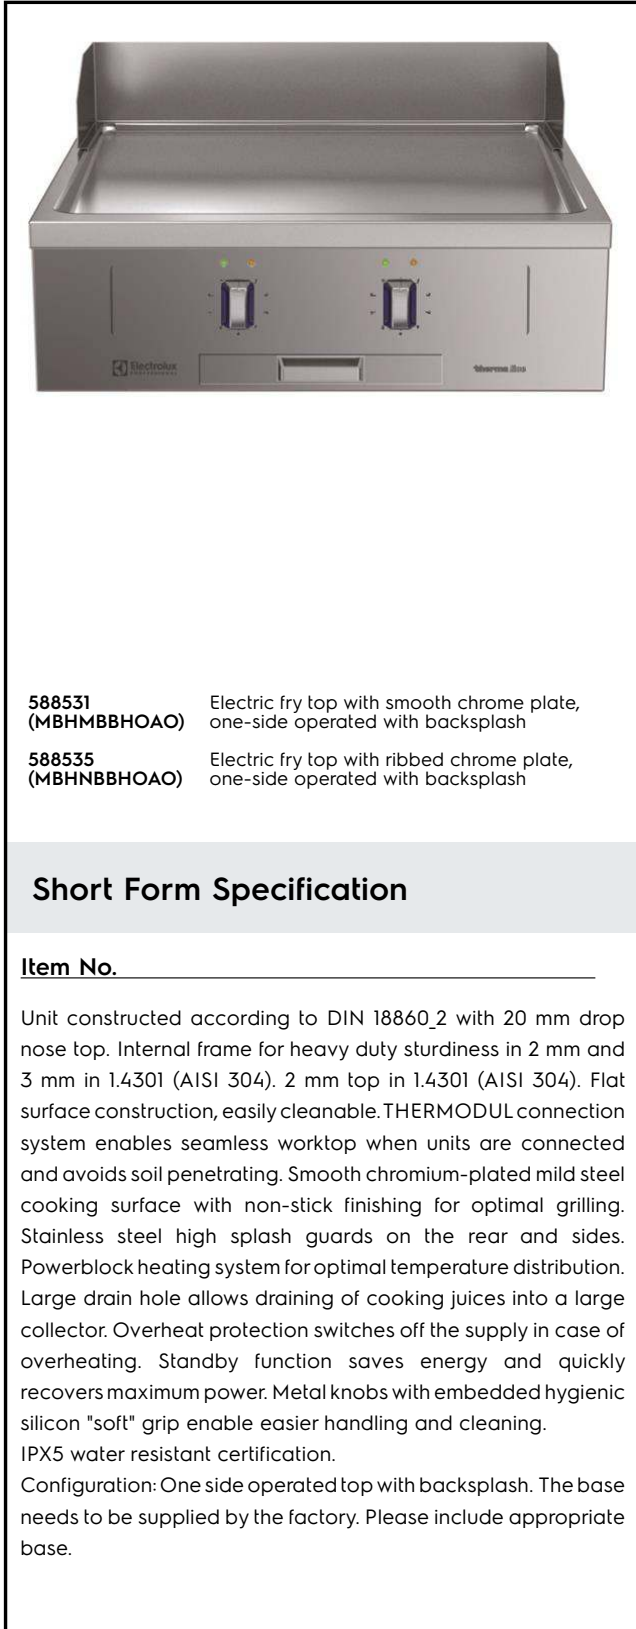 Electrolux
PROFESSIONAL
therma line
588531
(MBHMBBHOAO)
Electric fry top with smooth chrome plate,
one-side operated with backsplash
588535
(MBHNBBHOAO)
Electric fry top with ribbed chrome plate,
one-side operated with backsplash
Short Form Specification
Item No.
Unit constructed according to DIN 18860_2 with 20 mm drop
nose top. Internal frame for heavy duty sturdiness in 2 mm and
3 mm in 1.4301 (AISI 304). 2 mm top in 1.4301 (AISI 304). Flat
surface construction, easily cleanable. THERMODUL connection
system enables seamless worktop when units are connected
and avoids soil penetrating. Smooth chromium-plated mild steel
cooking surface with non-stick finishing for optimal grilling.
Stainless steel high splash guards on the rear and sides.
Powerblock heating system for optimal temperature distribution.
Large drain hole allows draining of cooking juices into a large
collector. Overheat protection switches off the supply in case of
overheating. Standby function saves energy and quickly
recovers maximum power. Metal knobs with embedded hygienic
silicon "soft" grip enable easier handling and cleaning.
IPX5 water resistant certification.
Configuration: One side operated top with backsplash. The base
needs to be supplied by the factory. Please include appropriate
base.